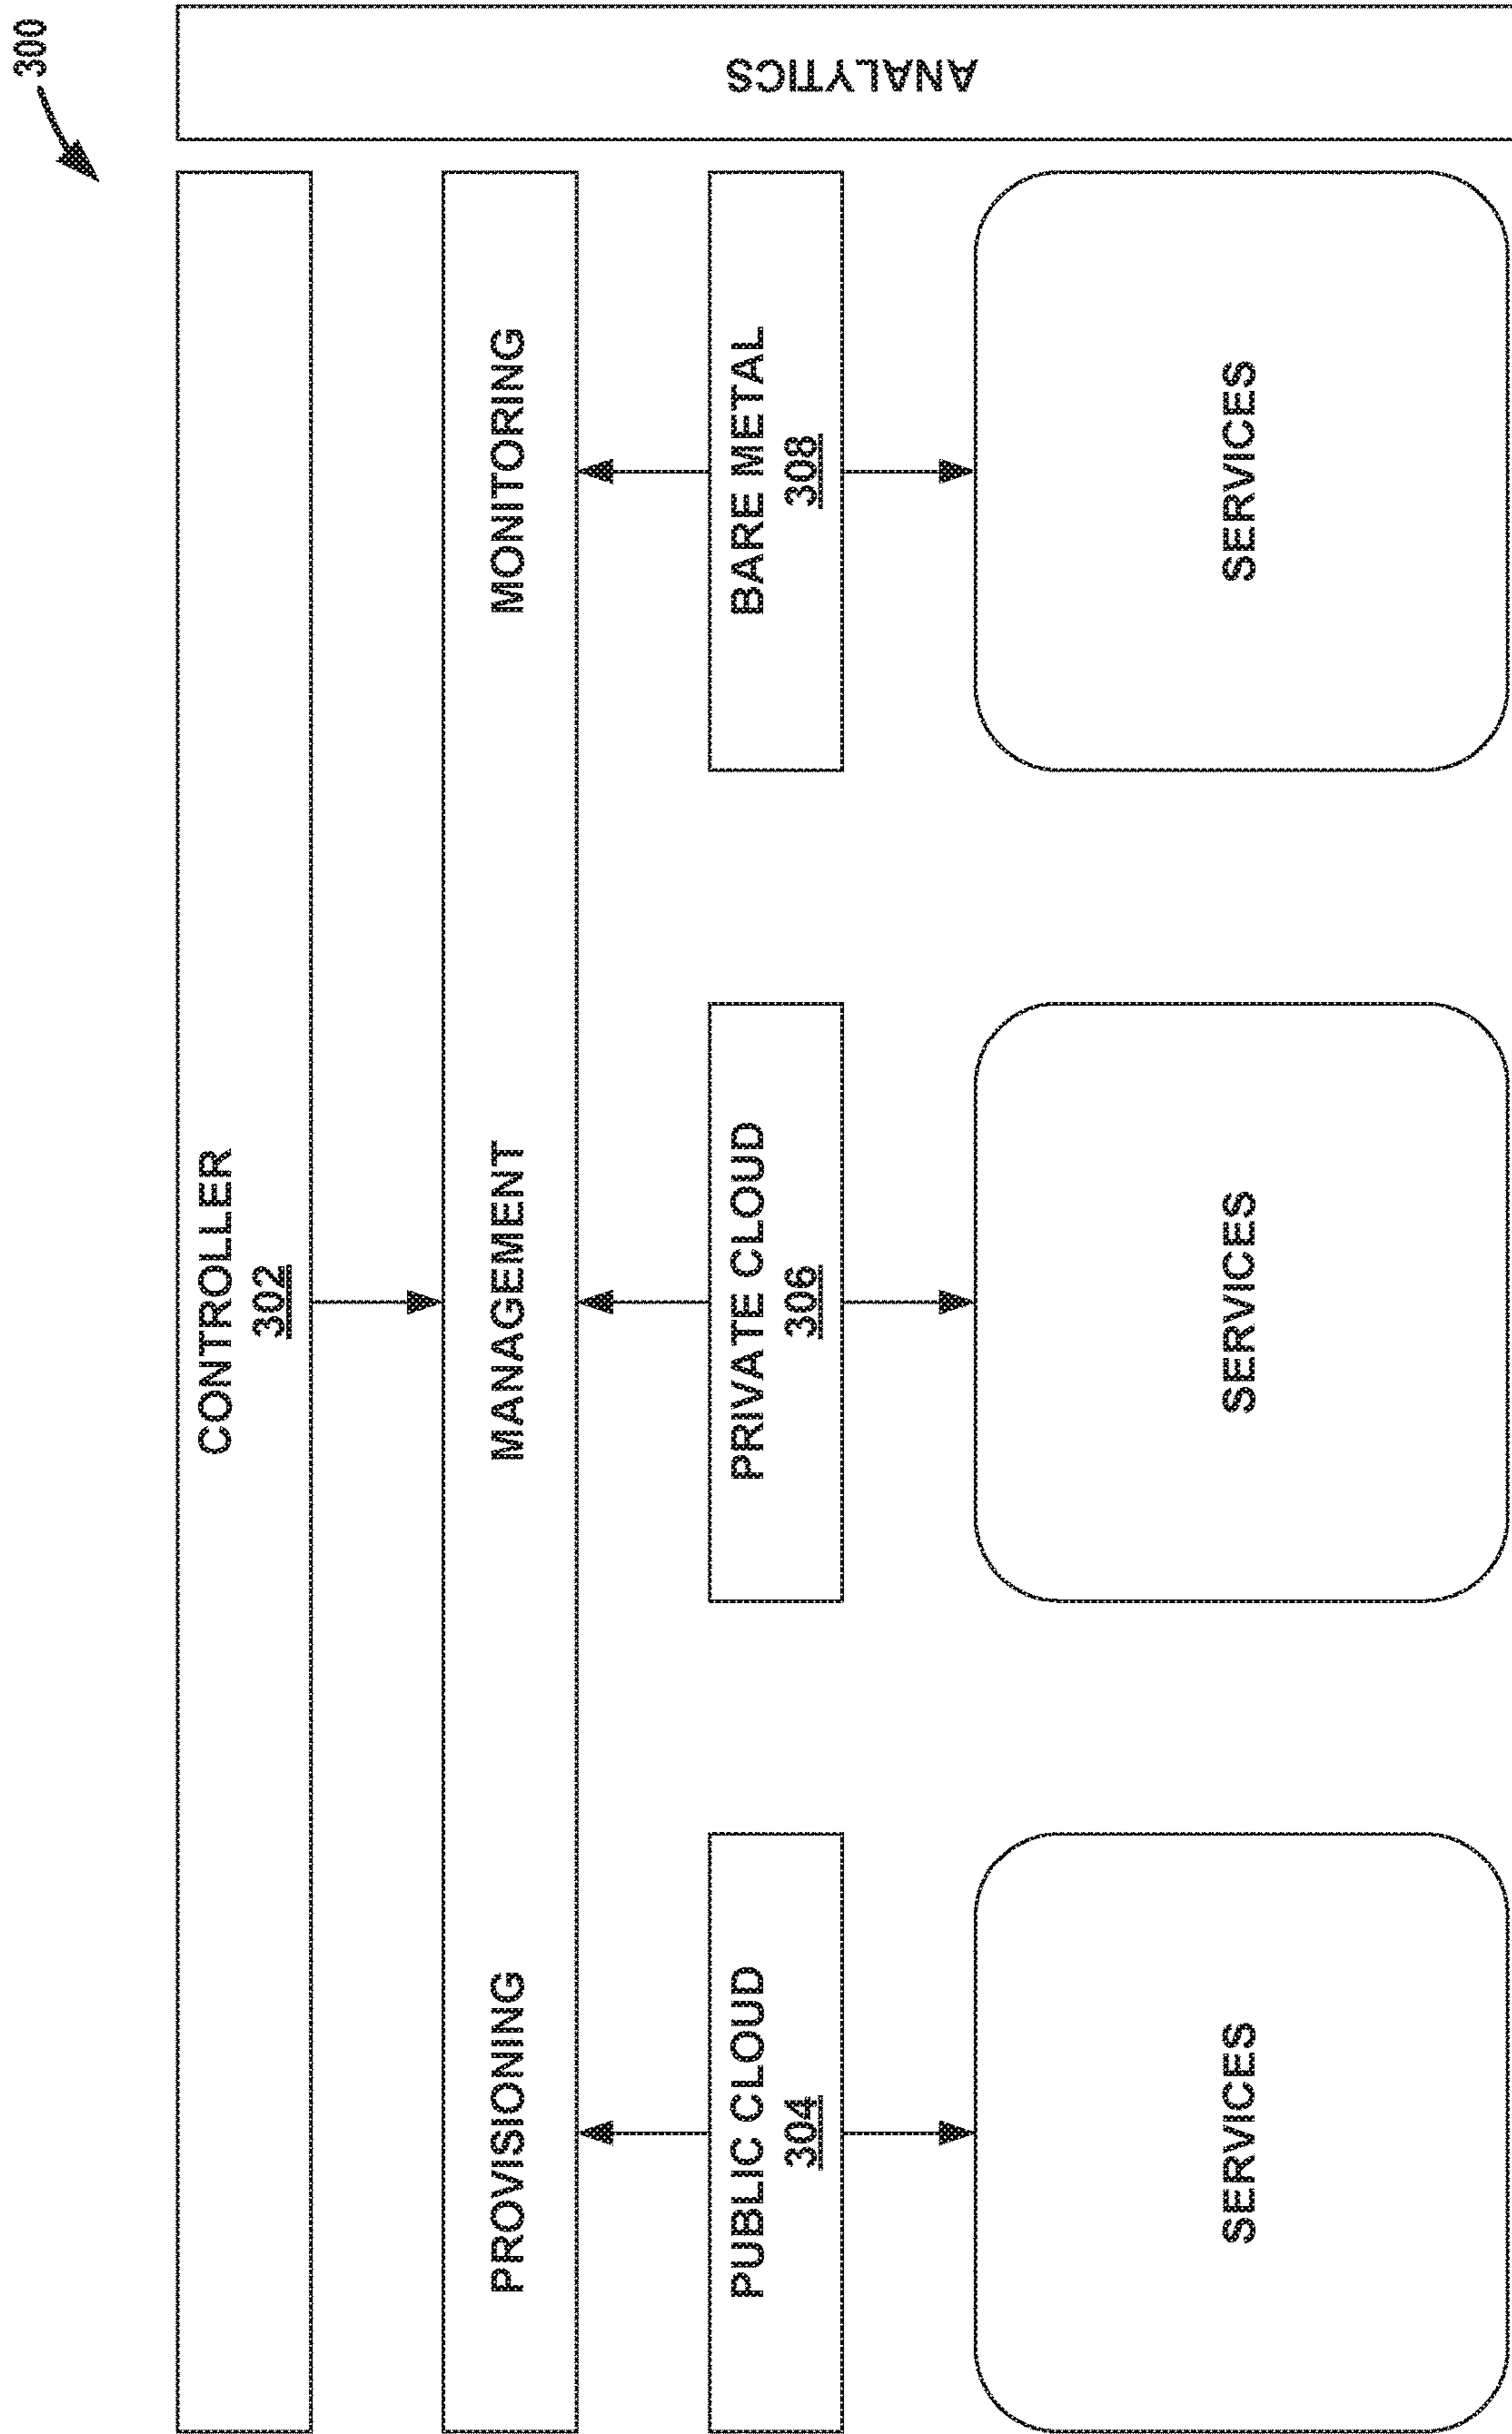 300
CONTROLLER
302
PROVISIONING
MANAGEMENT
MONITORING
PUBLIC CLOUD
304
PRIVATE CLOUD
306
BARE METAL
308
SERVICES
SERVICES
SERVICES
ANALYTICS